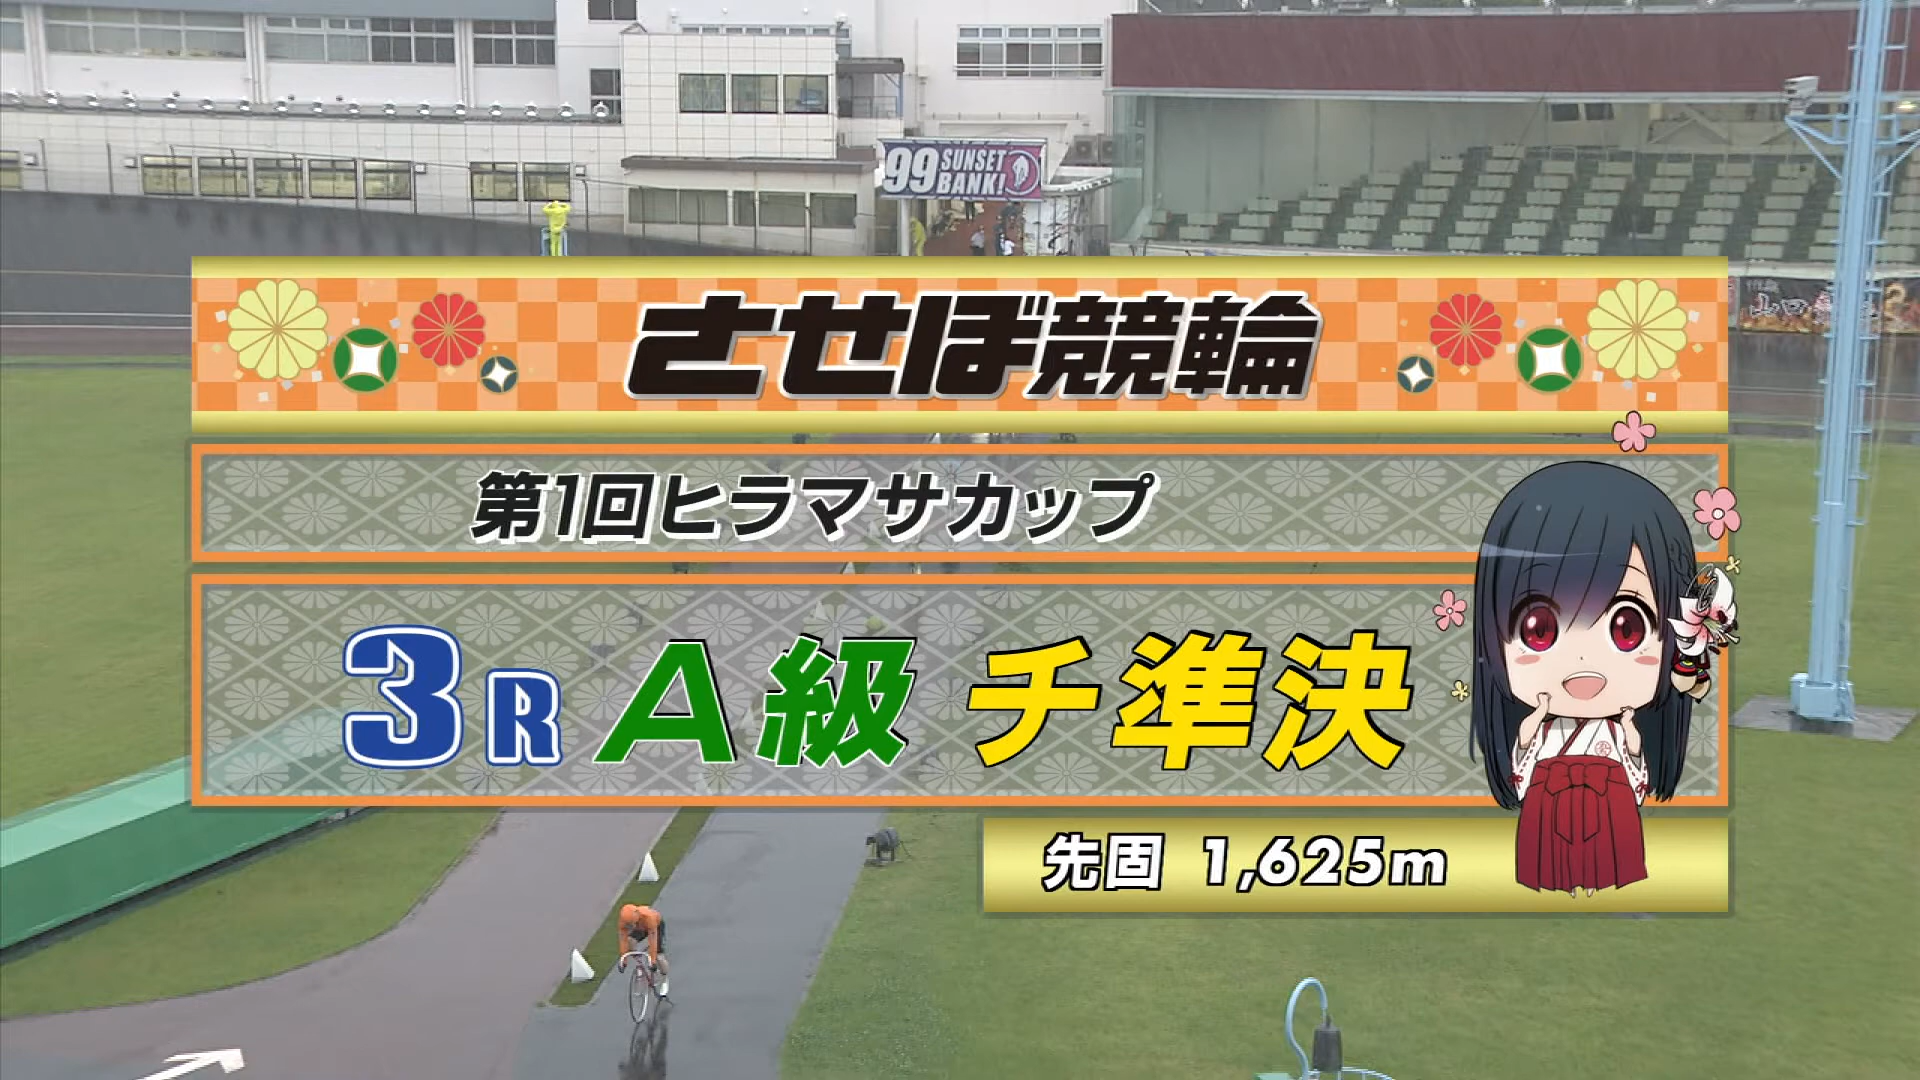 99 SUNSET
BANK!
させぼ競輪
第1回ヒラマサカップ
3R A級 チ準決
先固 1,625m